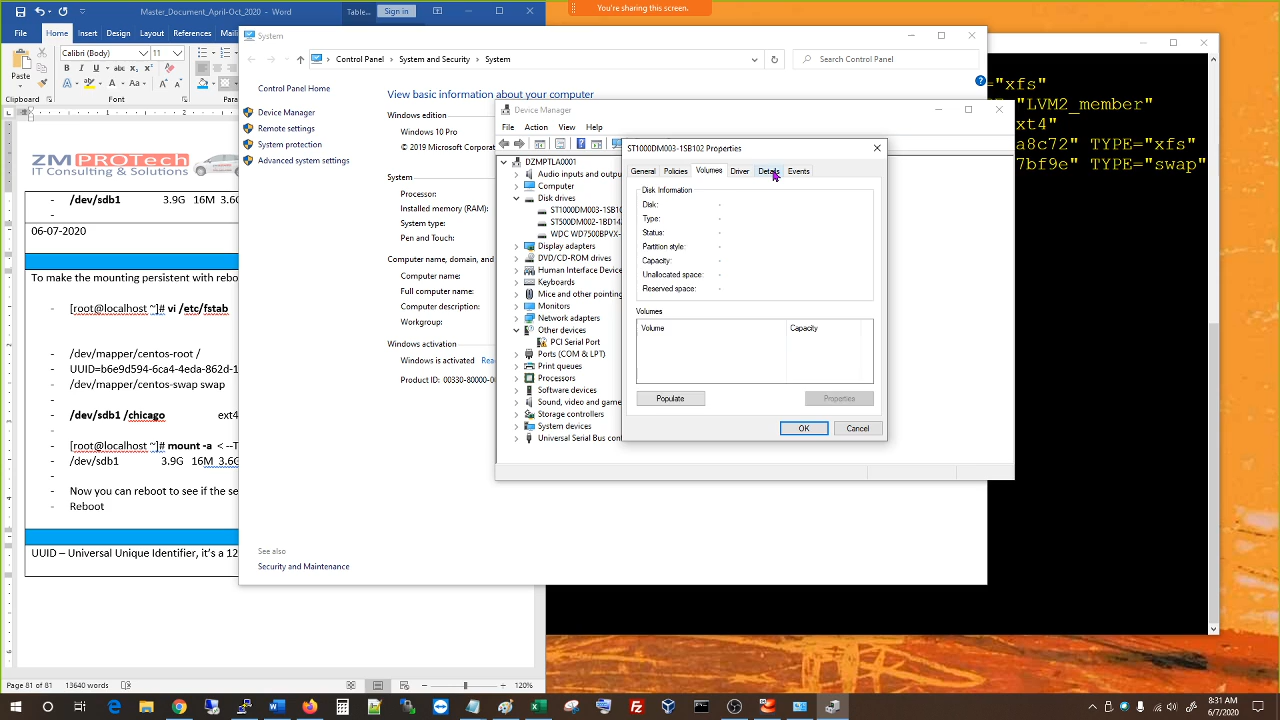 Master_Document_April-Oct_2020 - Word
Table...
Sign in
You're sharing this screen.
File Home Insert Design Layout References Mailin
Calibri (Body) 11
Paste
Clipboard Font Para
ZM PROTech
IT Consulting & Services
- /dev/sdb1 3.9G 16M 3.6G
-
06-07-2020
To make the mounting persistent with rebo
- [root@localhost ~]# vi /etc/fstab
-
- /dev/mapper/centos-root /
- UUID=b6e9d594-6ca4-4eda-862d-1
- /dev/mapper/centos-swap swap
-
- /dev/sdb1 /chicago ext4
-
- [root@localhost ~]# mount -a < --T
- /dev/sdb1 3.9G 16M 3.6G
-
- Now you can reboot to see if the se
- Reboot
UUID – Universal Unique Identifier, it's a 12
Page 81 of 81 13640 words 120%
System
Control Panel › System and Security › System
Search Control Panel
Control Panel Home
Device Manager
Remote settings
System protection
Advanced system settings
See also
Security and Maintenance
View basic information about your computer
Windows edition
Windows 10 Pro
© 2019 Microsoft Corporat
System
Processor:
Installed memory (RAM):
System type:
Pen and Touch:
Computer name, domain, and
Computer name:
Full computer name:
Computer description:
Workgroup:
Windows activation
Windows is activated Rea
Product ID: 00330-80000-0
Device Manager
File Action View Help
DZMPTLA0001
Audio inputs and outpu
Computer
Disk drives
ST1000DM003-1SB10
ST500DM002-1BD14
WDC WD7500BPVX-
Display adapters
DVD/CD-ROM drives
Human Interface Device
Keyboards
Mice and other pointing
Monitors
Network adapters
Other devices
PCI Serial Port
Ports (COM & LPT)
Print queues
Processors
Software devices
Sound, video and game
Storage controllers
System devices
Universal Serial Bus con
ST1000DM003-1SB102 Properties
General Policies Volumes Driver Details Events
Disk Information
Disk: -
Type: -
Status: -
Partition style: -
Capacity: -
Unallocated space: -
Reserved space: -
Volumes
Volume Capacity
Populate Properties
OK Cancel
="xfs"
"LVM2_member"
xt4"
a8c72" TYPE="xfs"
7bf9e" TYPE="swap"
8:31 AM
6/7/2020